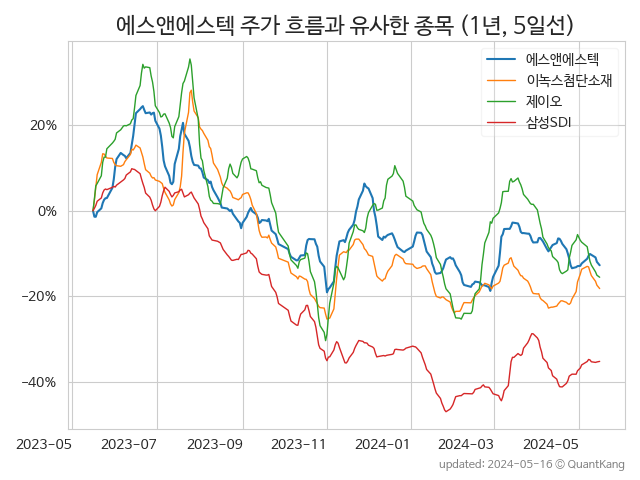 에스앤에스텍 주가 흐름과 유사한 종목 (1년, 5일선)
에스앤에스텍
이녹스첨단소재
제이오
삼성SDI
20%
0%
−20%
−40%
2023-05 2023-07 2023-09 2023-11 2024-01 2024-03 2024-05
updated: 2024-05-16 © QuantKang